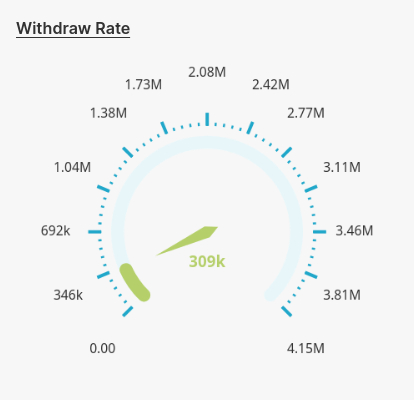 Withdraw Rate
2.08M
1.73M
2.42M
1.38M
2.77M
1.04M
3.11M
692k
3.46M
309k
346k
3.81M
0.00
4.15M